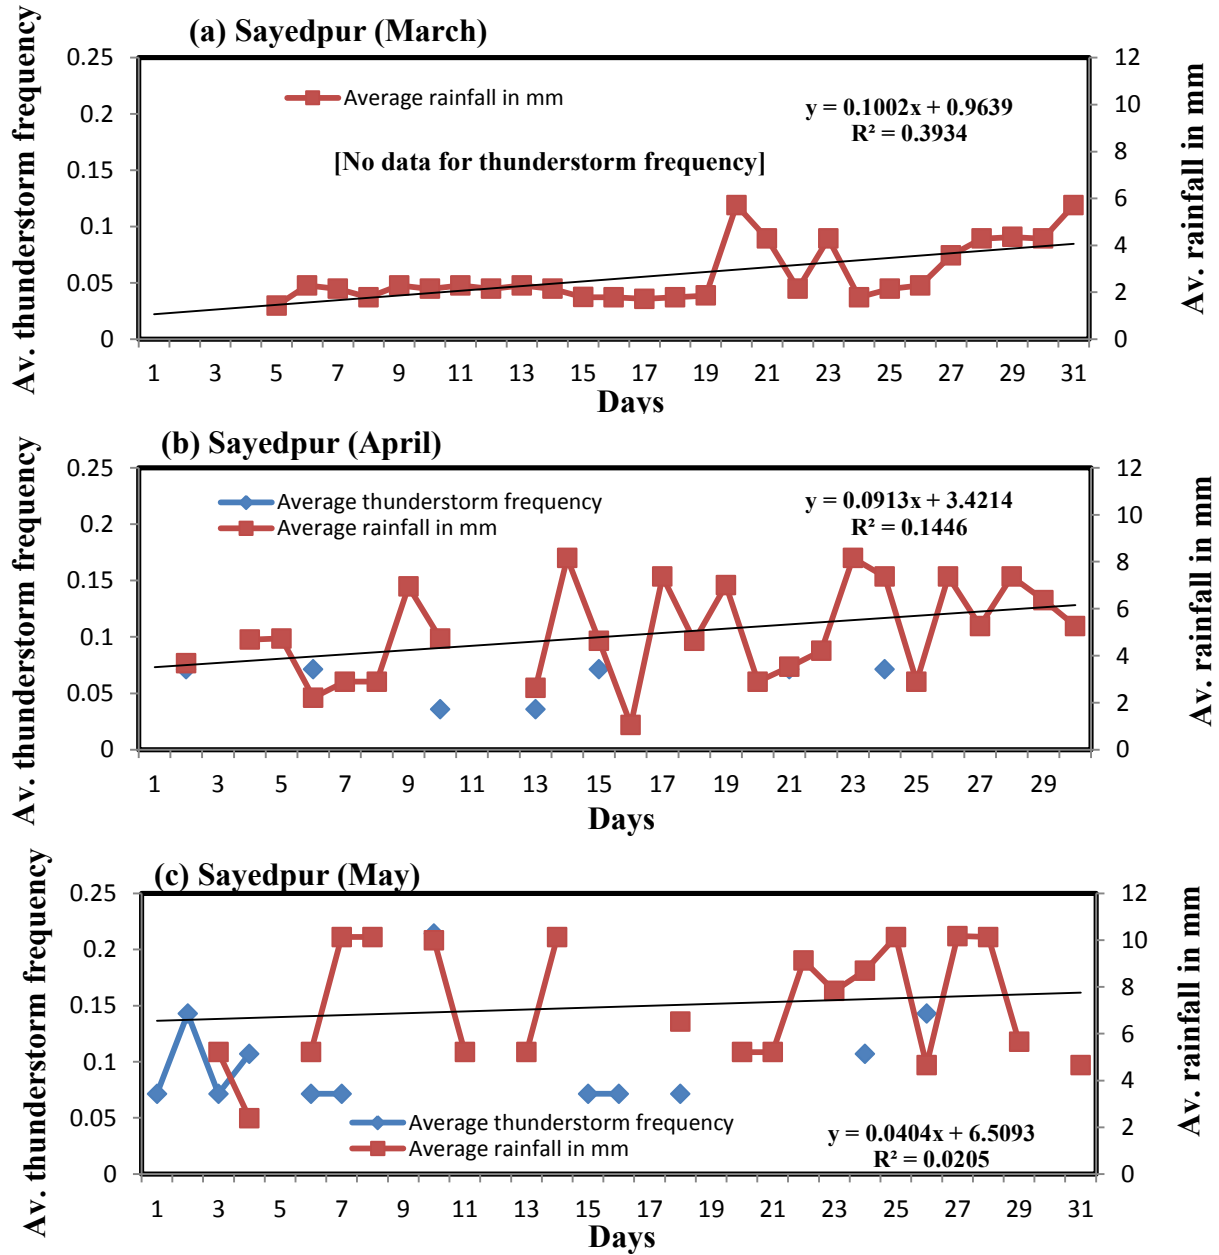 (a) Sayedpur (March)
Av. thunderstorm frequency
0.25
0.2
0.15
0.1
0.05
0
Average rainfall in mm
y = 0.1002x + 0.9639
R² = 0.3934
[No data for thunderstorm frequency]
12
10
8
6
4
2
0
Av. rainfall in mm
1 3 5 7 9 11 13 15 17 19 21 23 25 27 29 31
Days
(b) Sayedpur (April)
Av. thunderstorm frequency
0.25
0.2
0.15
0.1
0.05
0
Average thunderstorm frequency
Average rainfall in mm
y = 0.0913x + 3.4214
R² = 0.1446
12
10
8
6
4
2
0
Av. rainfall in mm
1 3 5 7 9 11 13 15 17 19 21 23 25 27 29
Days
(c) Sayedpur (May)
Av. thunderstorm frequency
0.25
0.2
0.15
0.1
0.05
0
Average thunderstorm frequency
Average rainfall in mm
y = 0.0404x + 6.5093
R² = 0.0205
12
10
8
6
4
2
0
Av. rainfall in mm
1 3 5 7 9 11 13 15 17 19 21 23 25 27 29 31
Days